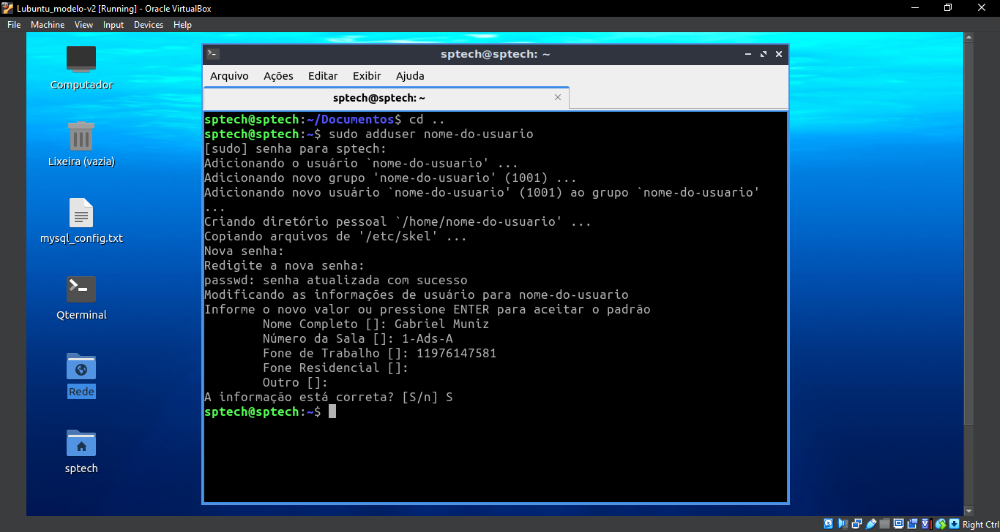 Lubuntu_modelo-v2 [Running] - Oracle VirtualBox
File Machine View Input Devices Help
Computador
Lixeira (vazia)
mysql_config.txt
Qterminal
Rede
sptech
sptech@sptech: ~
Arquivo Ações Editar Exibir Ajuda
sptech@sptech: ~
sptech@sptech:~/Documentos$ cd ..
sptech@sptech:~$ sudo adduser nome-do-usuario
[sudo] senha para sptech:
Adicionando o usuário `nome-do-usuario' ...
Adicionando novo grupo 'nome-do-usuario' (1001) ...
Adicionando novo usuário `nome-do-usuario' (1001) ao grupo `nome-do-usuario'
...
Criando diretório pessoal `/home/nome-do-usuario' ...
Copiando arquivos de '/etc/skel' ...
Nova senha:
Redigite a nova senha:
passwd: senha atualizada com sucesso
Modificando as informações de usuário para nome-do-usuario
Informe o novo valor ou pressione ENTER para aceitar o padrão
Nome Completo []: Gabriel Muniz
Número da Sala []: 1-Ads-A
Fone de Trabalho []: 11976147581
Fone Residencial []:
Outro []:
A informação está correta? [S/n] S
sptech@sptech:~$
Right Ctrl